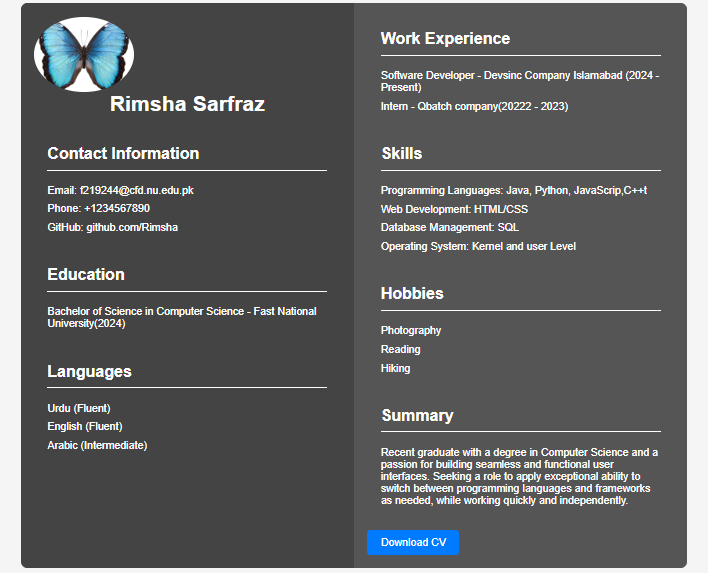 Rimsha Sarfraz
Contact Information
Email: f219244@cfd.nu.edu.pk
Phone: +1234567890
GitHub: github.com/Rimsha
Education
Bachelor of Science in Computer Science - Fast National
University(2024)
Languages
Urdu (Fluent)
English (Fluent)
Arabic (Intermediate)
Work Experience
Software Developer - Devsinc Company Islamabad (2024 -
Present)
Intern - Qbatch company(20222 - 2023)
Skills
Programming Languages: Java, Python, JavaScrip,C++t
Web Development: HTML/CSS
Database Management: SQL
Operating System: Kernel and user Level
Hobbies
Photography
Reading
Hiking
Summary
Recent graduate with a degree in Computer Science and a
passion for building seamless and functional user
interfaces. Seeking a role to apply exceptional ability to
switch between programming languages and frameworks
as needed, while working quickly and independently.
Download CV